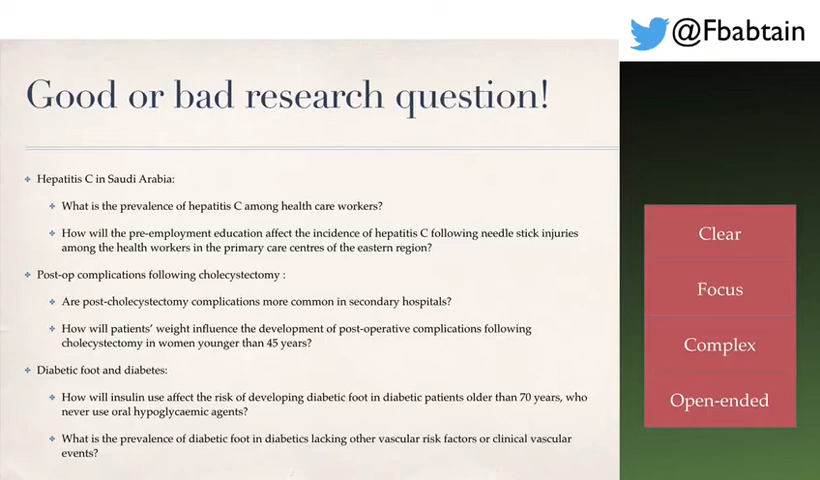 @Fbabtain
Good or bad research question!
Hepatitis C in Saudi Arabia:
What is the prevalence of hepatitis C among health care workers?
How will the pre-employment education affect the incidence of hepatitis C following needle stick injuries
among the health workers in the primary care centres of the eastern region?
Post-op complications following cholecystectomy :
Are post-cholecystectomy complications more common in secondary hospitals?
How will patients’ weight influence the development of post-operative complications following
cholecystectomy in women younger than 45 years?
Diabetic foot and diabetes:
How will insulin use affect the risk of developing diabetic foot in diabetic patients older than 70 years, who
never use oral hypoglycaemic agents?
What is the prevalence of diabetic foot in diabetics lacking other vascular risk factors or clinical vascular
events?
Clear
Focus
Complex
Open-ended